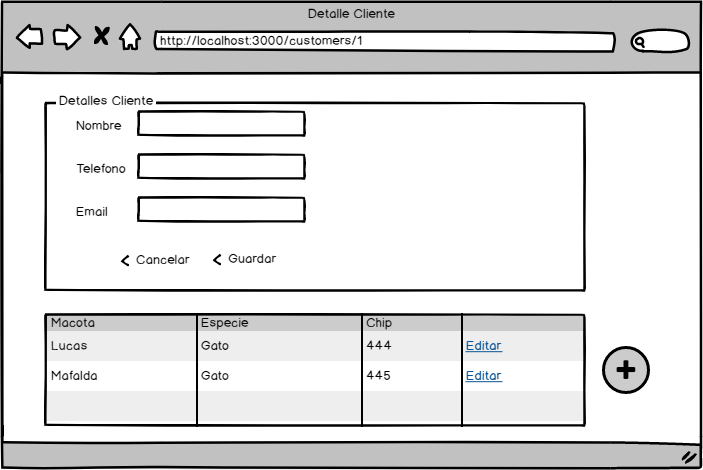 Detalle Cliente
http://localhost:3000/customers/1
Detalles Cliente
Nombre
Telefono
Email
Cancelar Guardar
Macota Especie Chip
Lucas Gato 444 Editar
Mafalda Gato 445 Editar